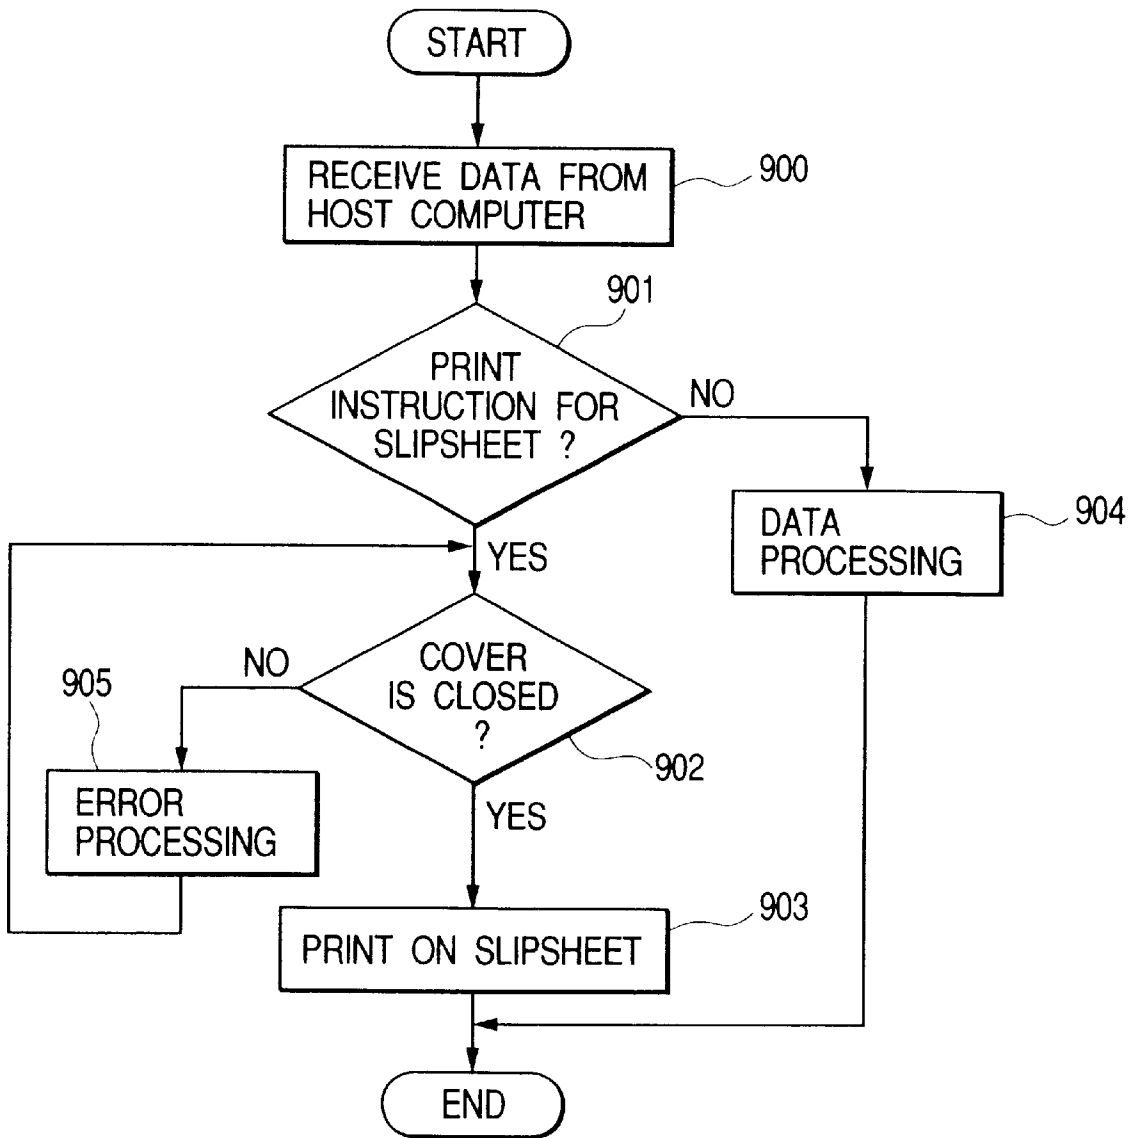 START
RECEIVE DATA FROM
HOST COMPUTER
900
901
PRINT
INSTRUCTION FOR
SLIPSHEET ?
NO
DATA
PROCESSING
904
YES
COVER
IS CLOSED
?
902
NO
905
ERROR
PROCESSING
YES
PRINT ON SLIPSHEET
903
END